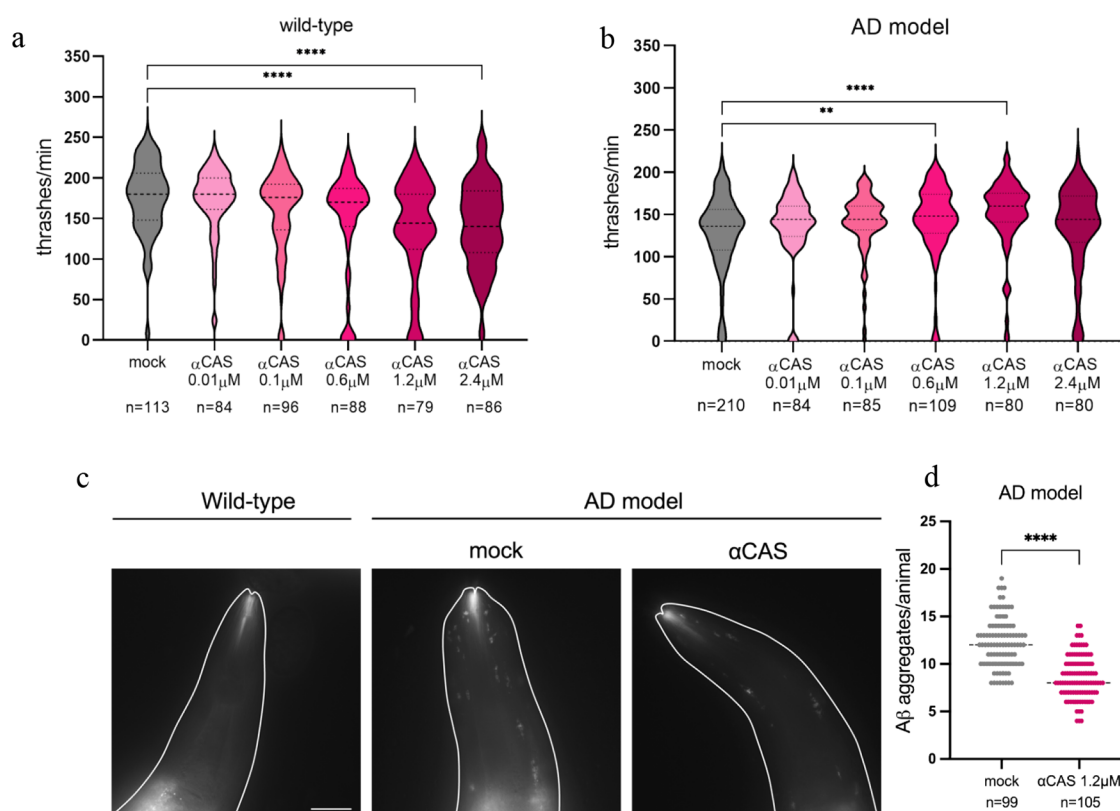 a
wild-type
thrashes/min
350
300
250
200
150
100
50
0
****
****
mock
αCAS
0.01μM
αCAS
0.1μM
αCAS
0.6μM
αCAS
1.2μM
αCAS
2.4μM
n=113
n=84
n=96
n=88
n=79
n=86
b
AD model
thrashes/min
350
300
250
200
150
100
50
0
****
**
mock
αCAS
0.01μM
αCAS
0.1μM
αCAS
0.6μM
αCAS
1.2μM
αCAS
2.4μM
n=210
n=84
n=85
n=109
n=80
n=80
c
Wild-type
AD model
mock
αCAS
d
AD model
Aβ aggregates/animal
25
20
15
10
5
0
****
mock
αCAS 1.2μM
n=99
n=105